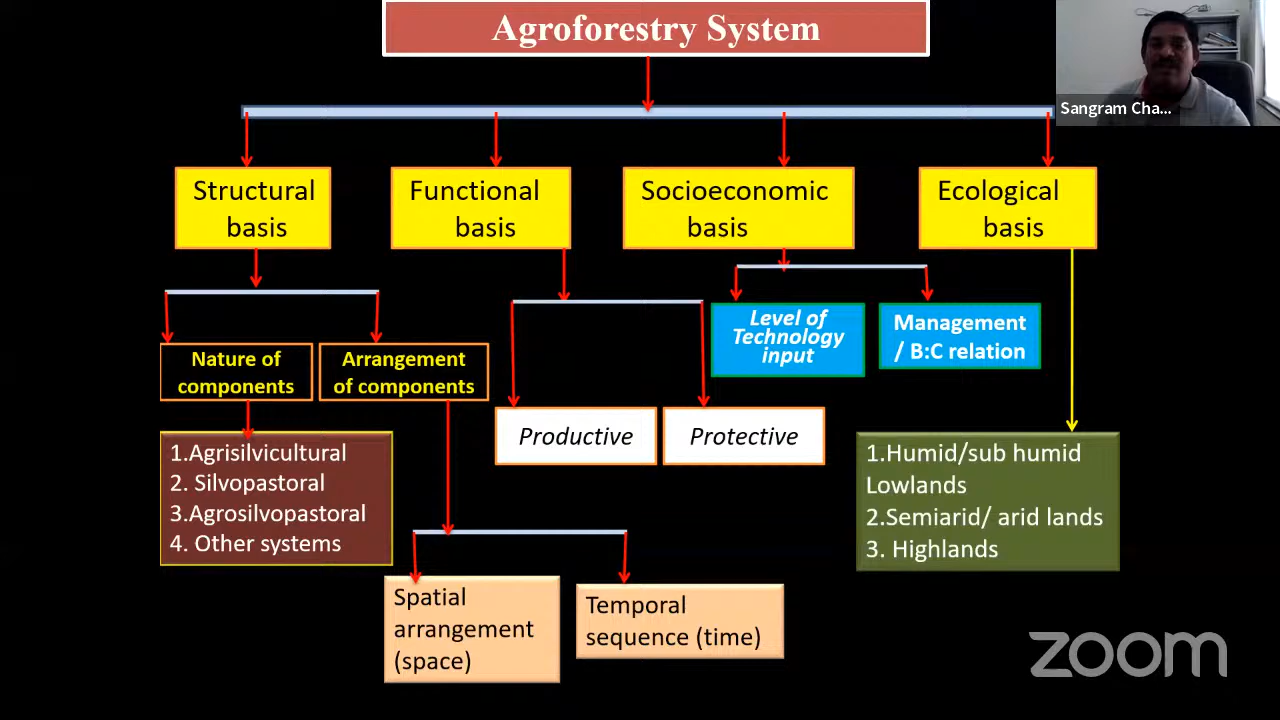 Agroforestry System
Sangram Cha...
Structural
basis
Functional
basis
Socioeconomic
basis
Ecological
basis
Level of
Technology
input
Management
/ B:C relation
Nature of
components
Arrangement
of components
Productive
Protective
1.Agrisilvicultural
2. Silvopastoral
3.Agrosilvopastoral
4. Other systems
1.Humid/sub humid
Lowlands
2.Semiarid/ arid lands
3. Highlands
Spatial
arrangement
(space)
Temporal
sequence (time)
zoom